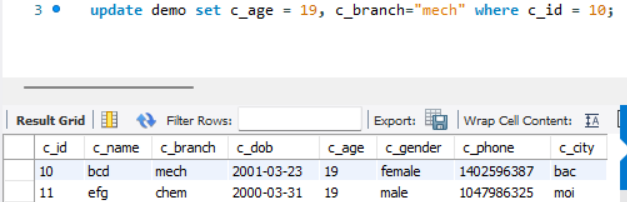 3 update demo set c_age = 19, c_branch="mech" where c_id = 10;
Result Grid Filter Rows: Export: Wrap Cell Content: IA
c_id c_name c_branch c_dob c_age c_gender c_phone c_city
10 bcd mech 2001-03-23 19 female 1402596387 bac
11 efg chem 2000-03-31 19 male 1047986325 moi